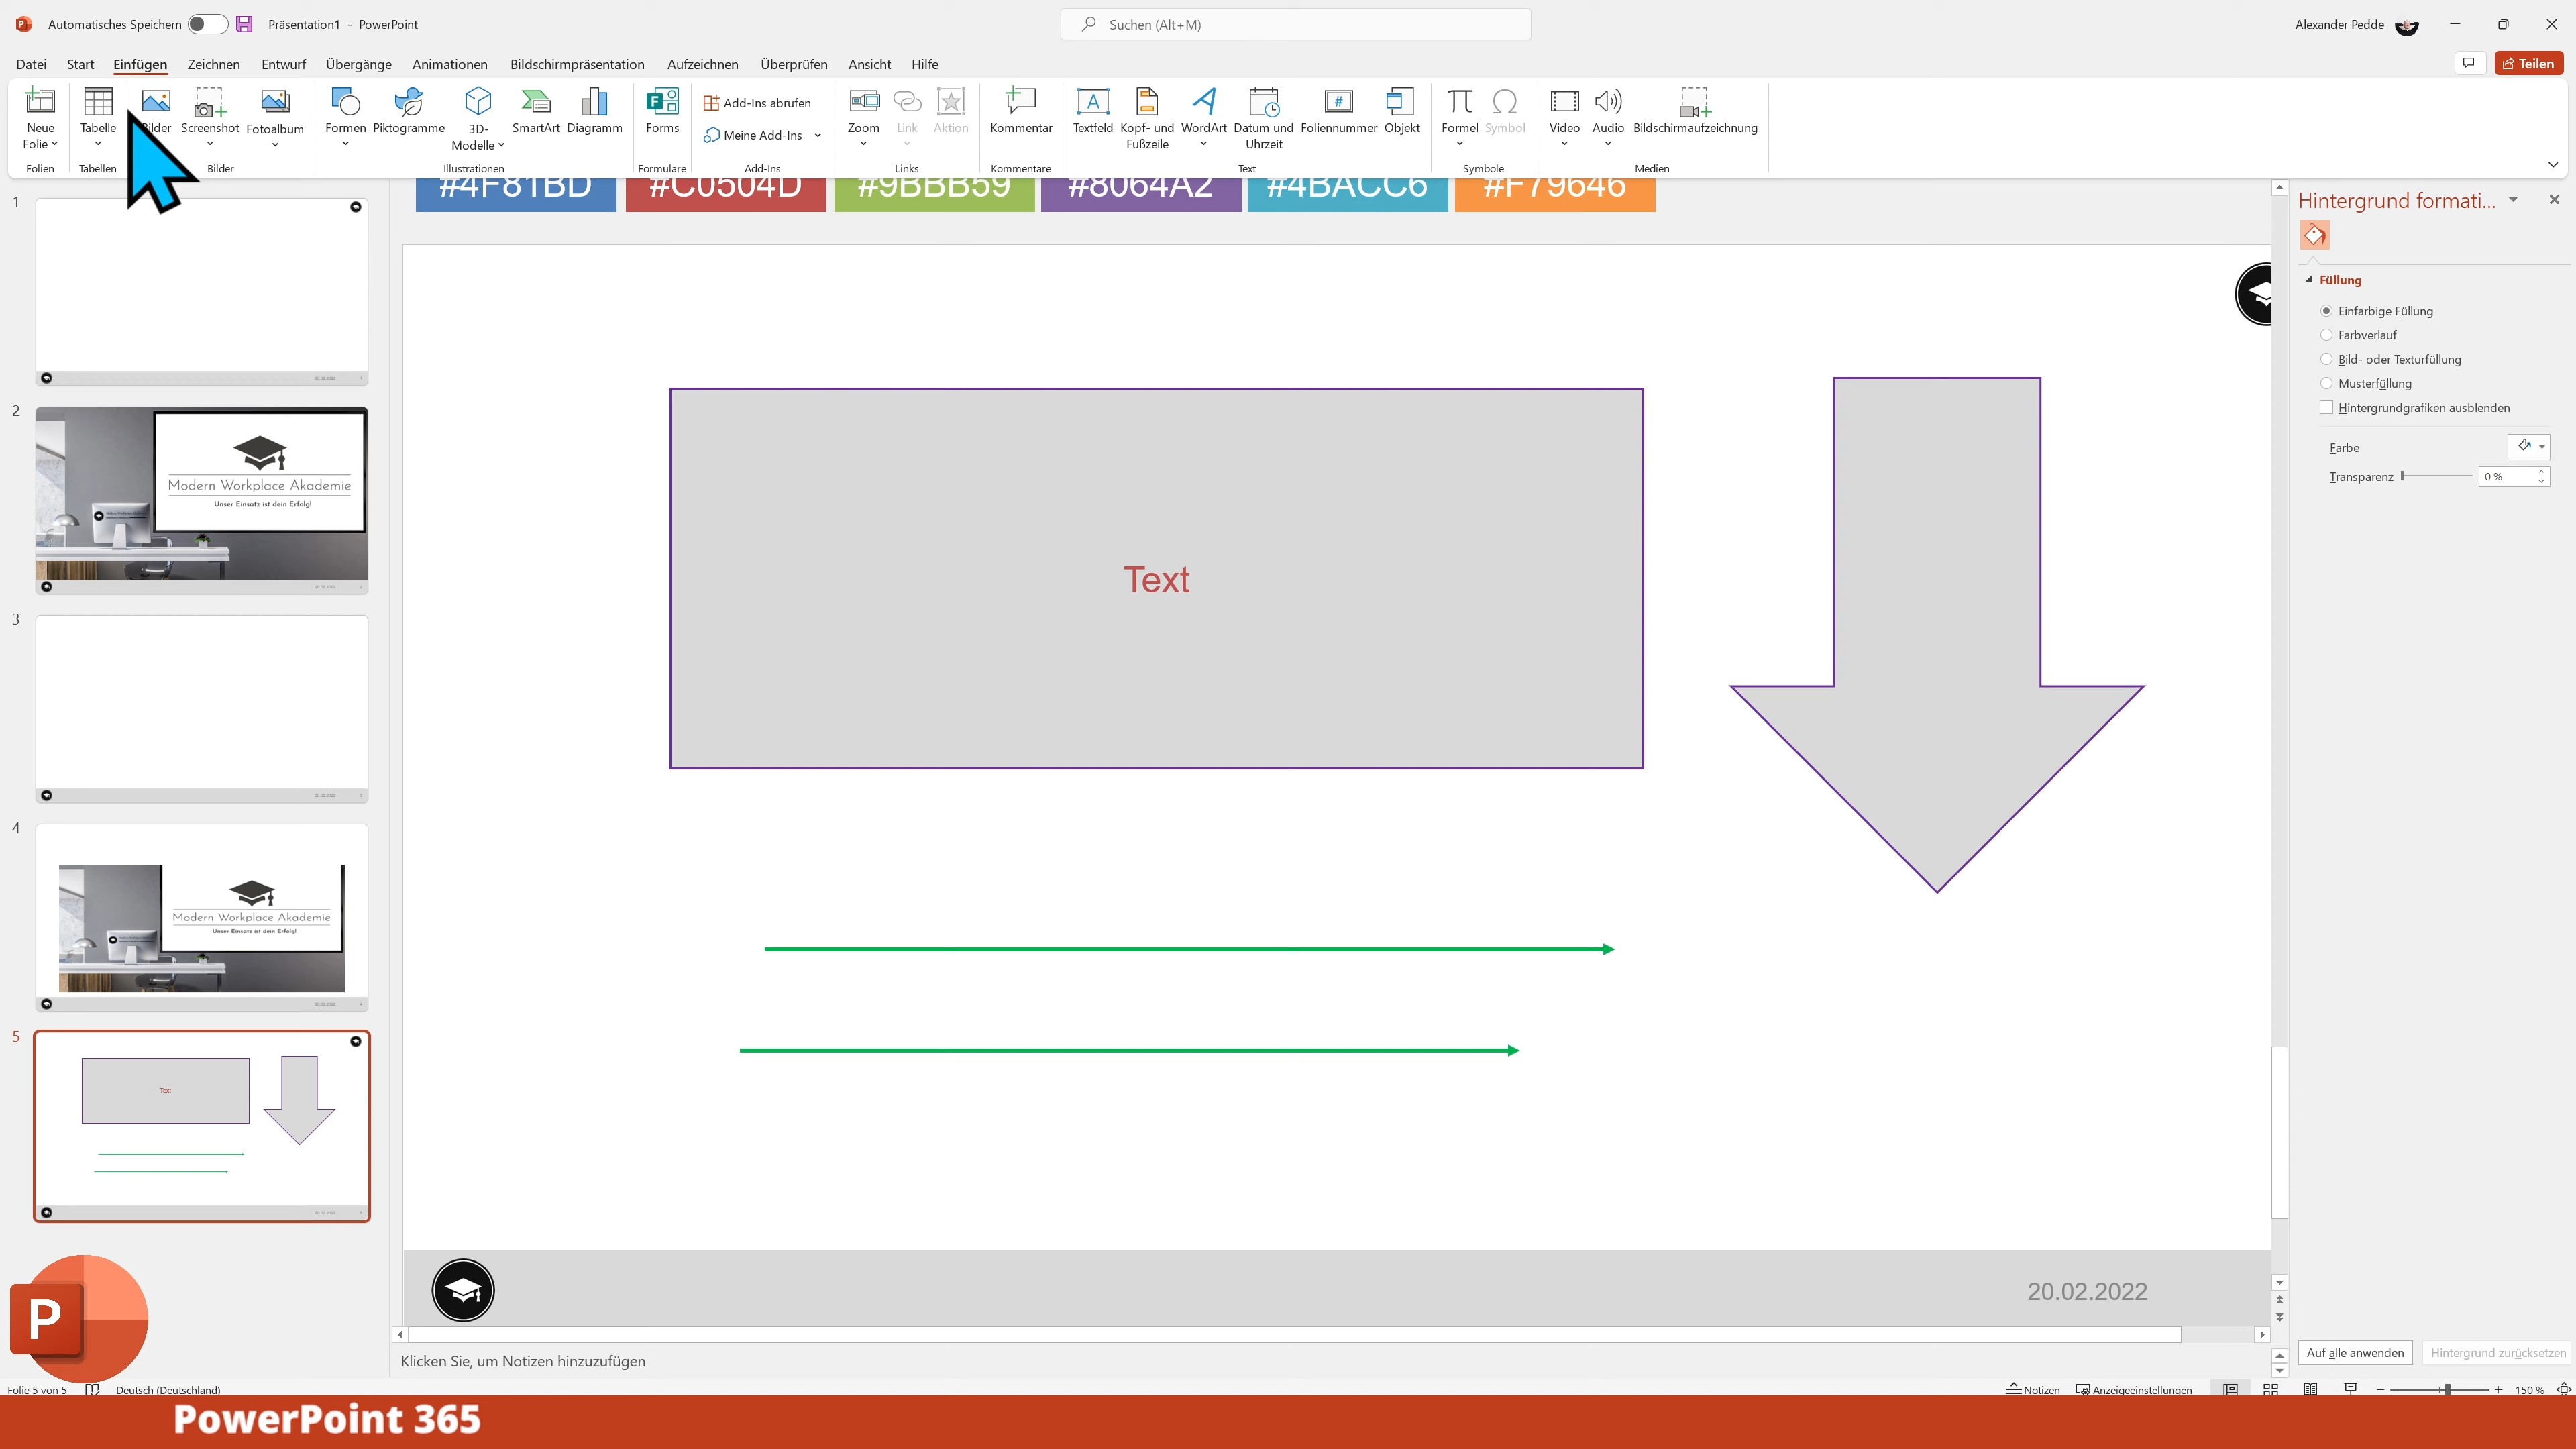 Automatisches Speichern
Präsentation1 - PowerPoint
Suchen (Alt+M)
Alexander Pedde
Datei Start Einfügen Zeichnen Entwurf Übergänge Animationen Bildschirmpräsentation Aufzeichnen Überprüfen Ansicht Hilfe
Teilen
Neue Folie
Tabelle
Bilder
Screenshot
Fotoalbum
Formen
Piktogramme
3D-Modelle
SmartArt
Diagramm
Forms
Add-Ins abrufen
Meine Add-Ins
Zoom
Link
Aktion
Kommentar
Textfeld
Kopf- und Fußzeile
WordArt
Datum und Uhrzeit
Foliennummer
Objekt
Formel
Symbol
Video
Audio
Bildschirmaufzeichnung
Folien Tabellen Bilder Illustrationen Formulare Add-Ins Links Kommentare Text Symbole Medien
#4F81BD #C0504D #9BBB59 #8064A2 #4BACC6 #F79646
1
2
Modern Workplace Akademie
Unser Einsatz ist dein Erfolg!
3
4
Modern Workplace Akademie
Unser Einsatz ist dein Erfolg!
5
Text
Text
20.02.2022
Klicken Sie, um Notizen hinzuzufügen
Hintergrund formati...
Füllung
Einfarbige Füllung
Farbverlauf
Bild- oder Texturfüllung
Musterfüllung
Hintergrundgrafiken ausblenden
Farbe
Transparenz 0 %
Auf alle anwenden
Hintergrund zurücksetzen
Folie 5 von 5
Deutsch (Deutschland)
Notizen
Anzeigeeinstellungen
150 %
P
PowerPoint 365